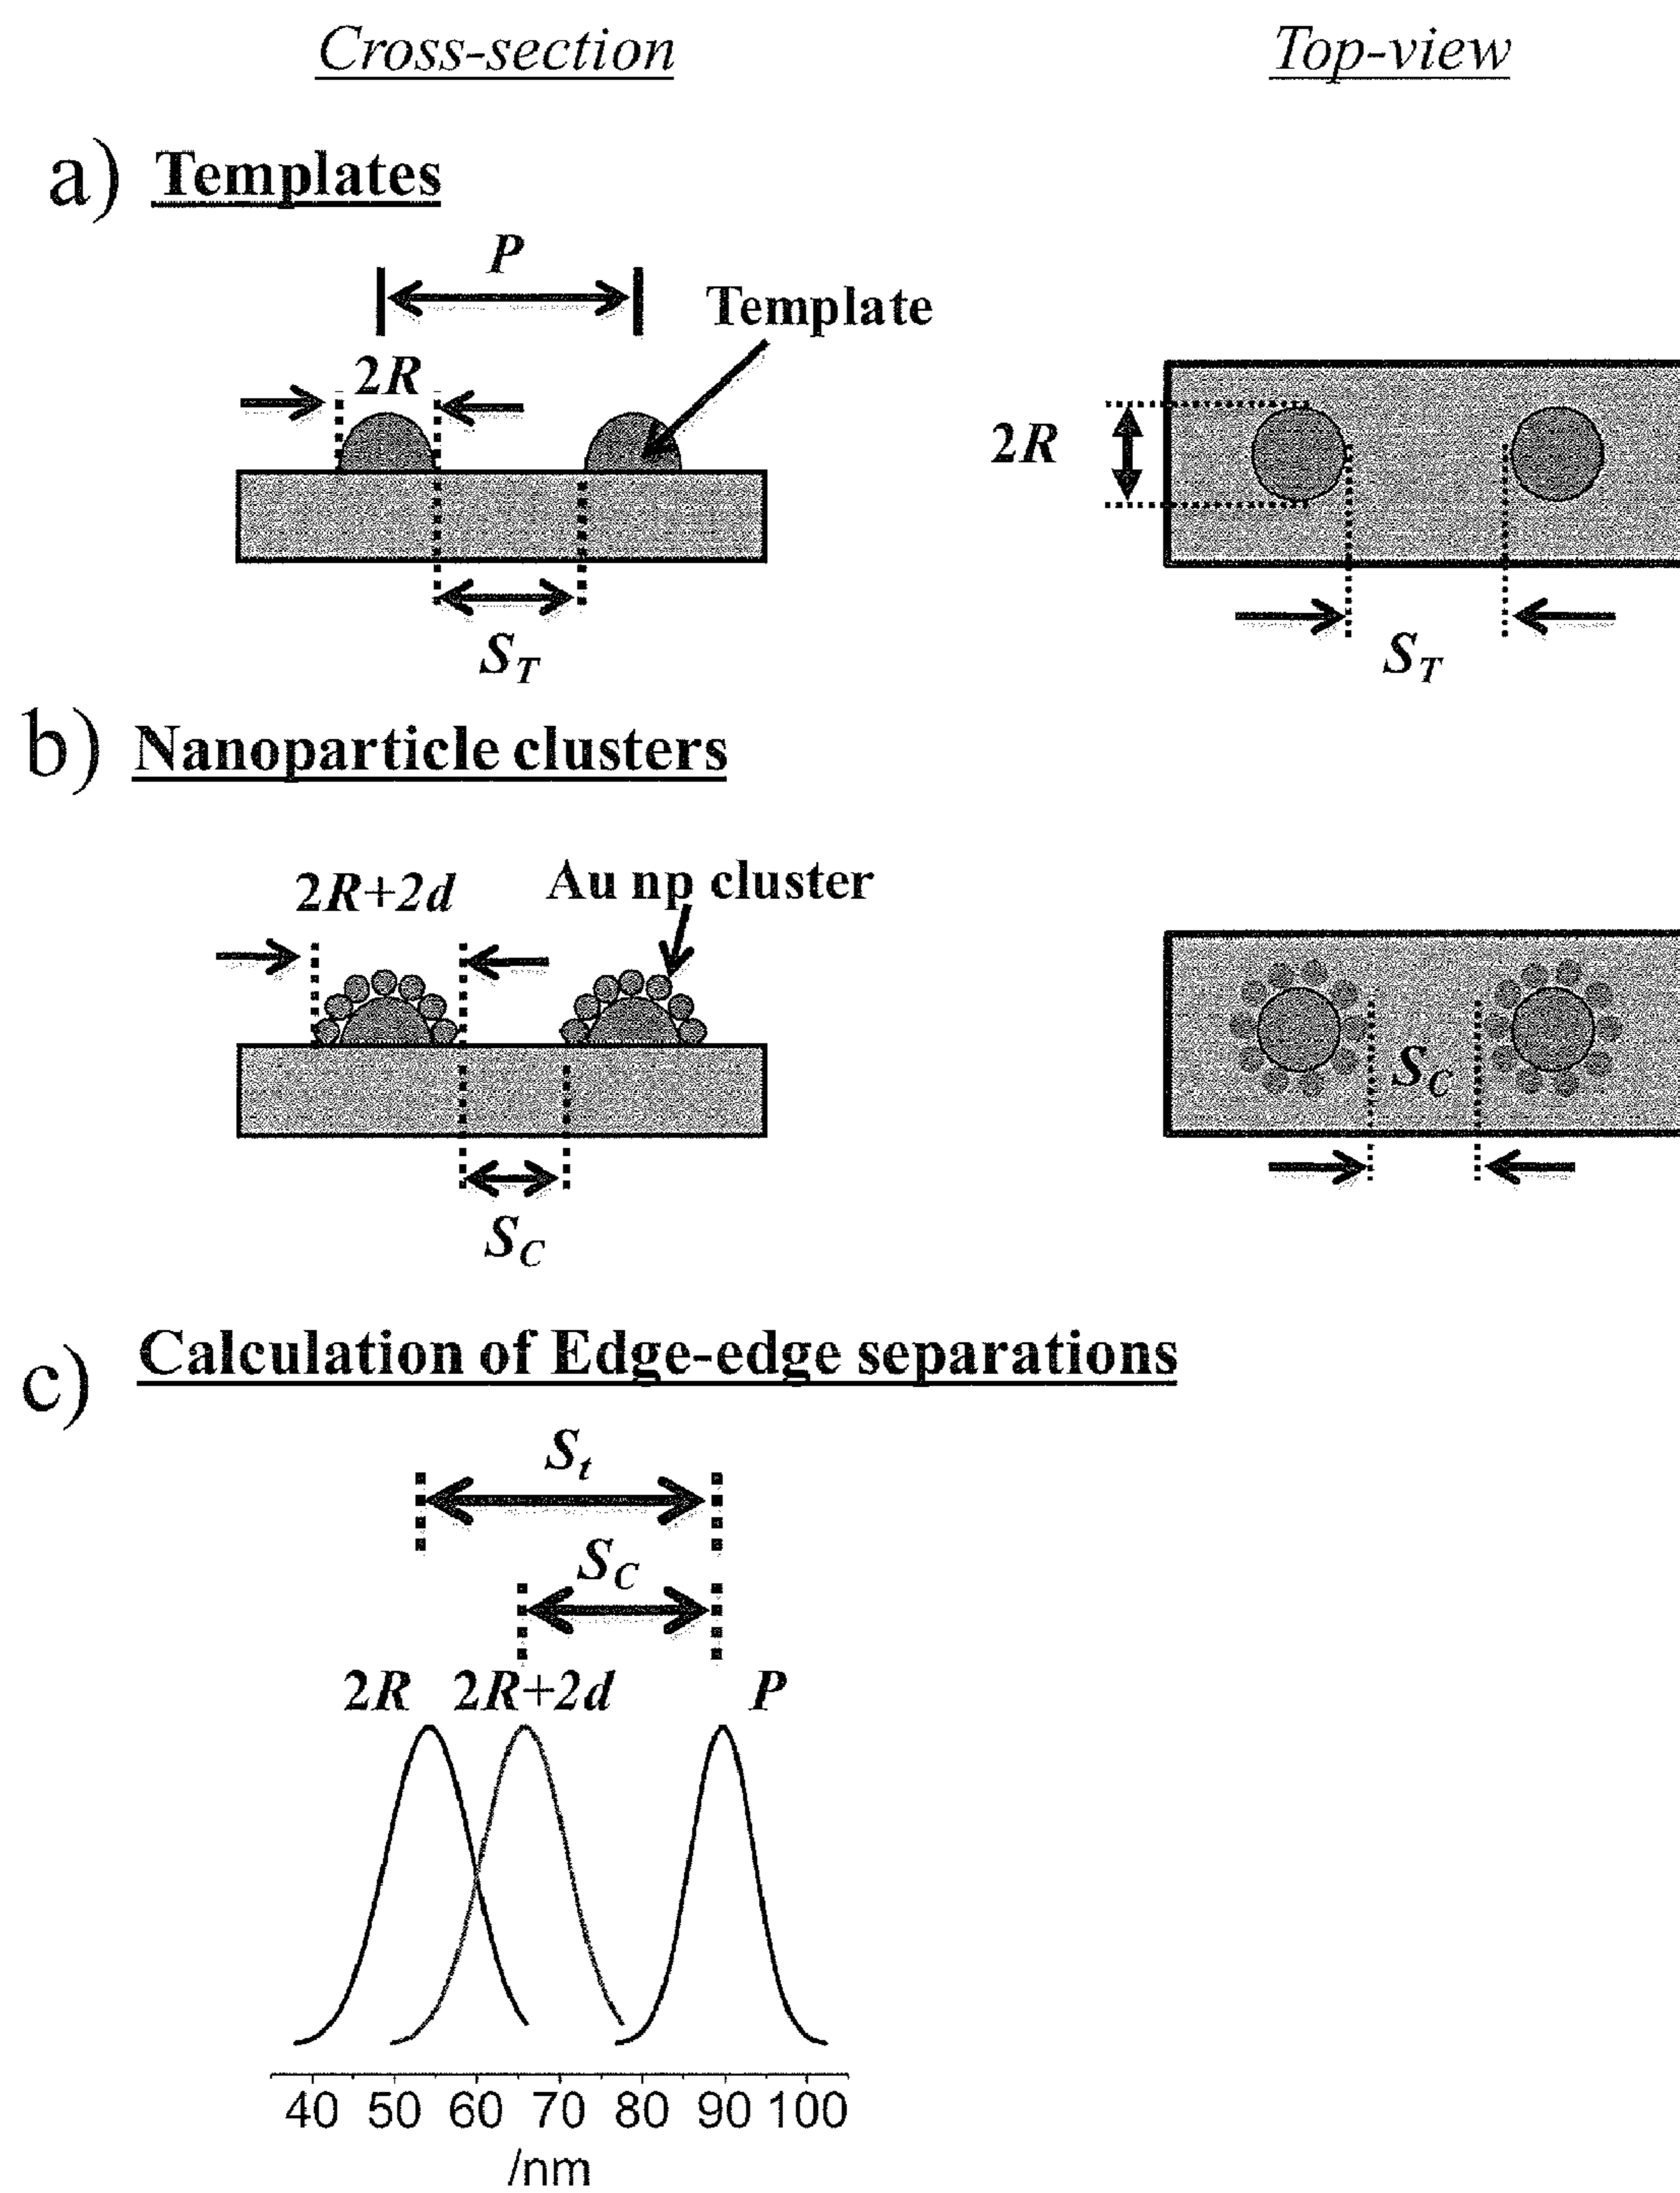 Cross-section Top-view
a) Templates
P
Template
2R
2R
S_T
S_T
b) Nanoparticle clusters
2R+2d Au np cluster
S_C
S_C
c) Calculation of Edge-edge separations
S_t
S_C
2R 2R+2d P
40 50 60 70 80 90 100
/nm